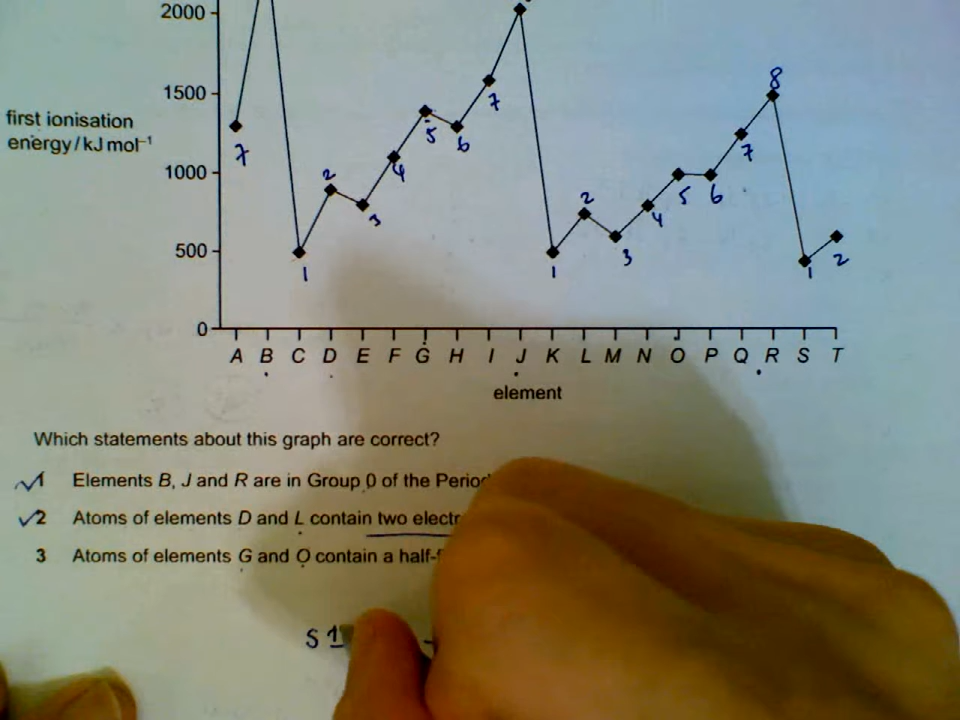 2000
1500
first ionisation
energy / kJ mol⁻¹
1000
500
0
7 1 2 3 4 5 6 7 1 2 3 4 5 6 7 8 1 2
A B C D E F G H I J K L M N O P Q R S T
element
Which statements about this graph are correct?
1 Elements B, J and R are in Group 0 of the
2 Atoms of elements D and L contain two
3 Atoms of elements G and O contain a
S 1